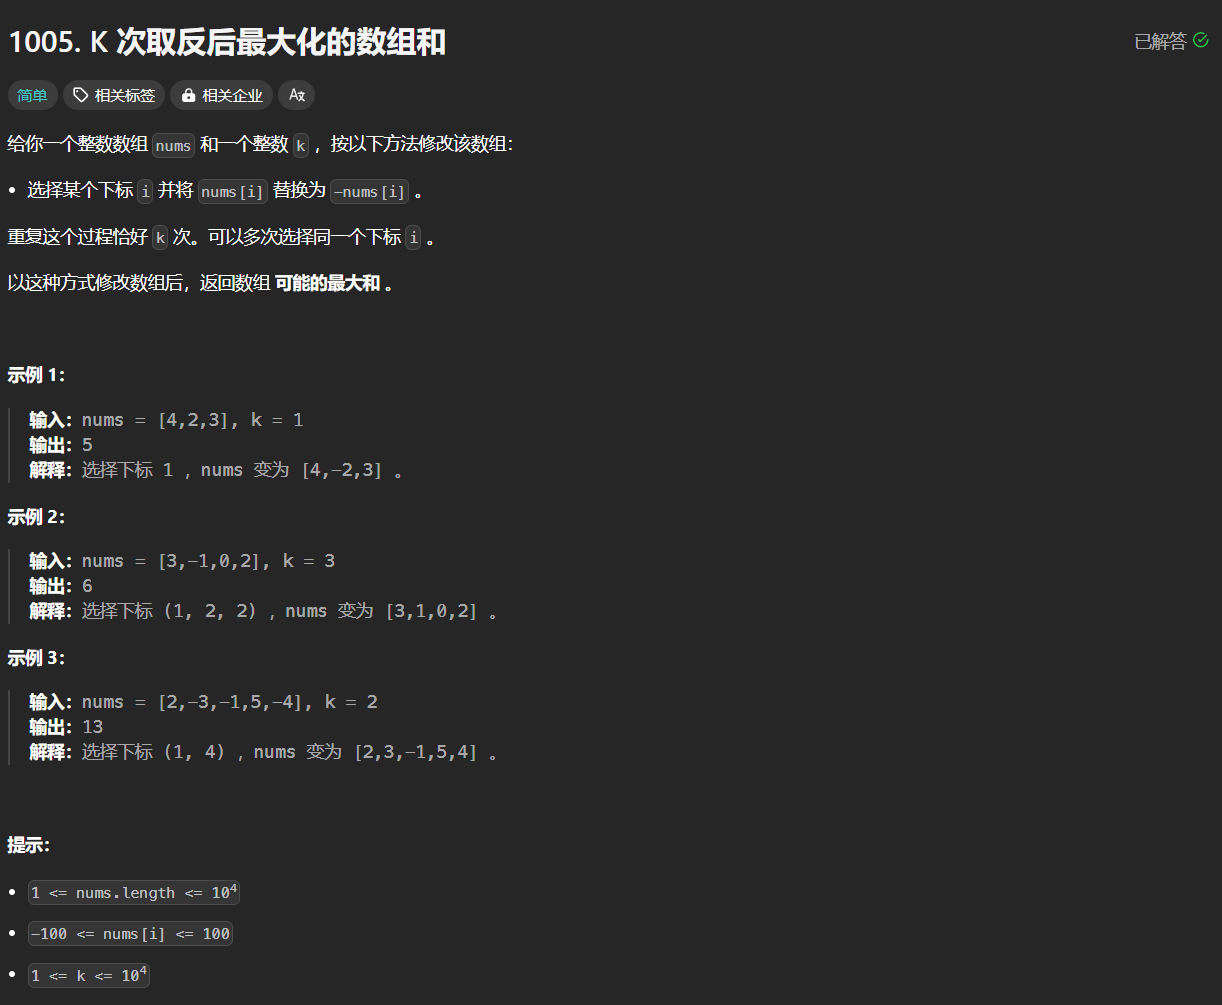 1005. K 次取反后最大化的数组和
已解答
简单 相关标签 相关企业
给你一个整数数组 nums 和一个整数 k ，按以下方法修改该数组：
• 选择某个下标 i 并将 nums[i] 替换为 -nums[i] 。
重复这个过程恰好 k 次。可以多次选择同一个下标 i 。
以这种方式修改数组后，返回数组 可能的最大和 。
示例 1：
输入：nums = [4,2,3], k = 1
输出：5
解释：选择下标 1 ，nums 变为 [4,-2,3] 。
示例 2：
输入：nums = [3,-1,0,2], k = 3
输出：6
解释：选择下标 (1, 2, 2) ，nums 变为 [3,1,0,2] 。
示例 3：
输入：nums = [2,-3,-1,5,-4], k = 2
输出：13
解释：选择下标 (1, 4) ，nums 变为 [2,3,-1,5,4] 。
提示：
• 1 <= nums.length <= 10⁴
• -100 <= nums[i] <= 100
• 1 <= k <= 10⁴